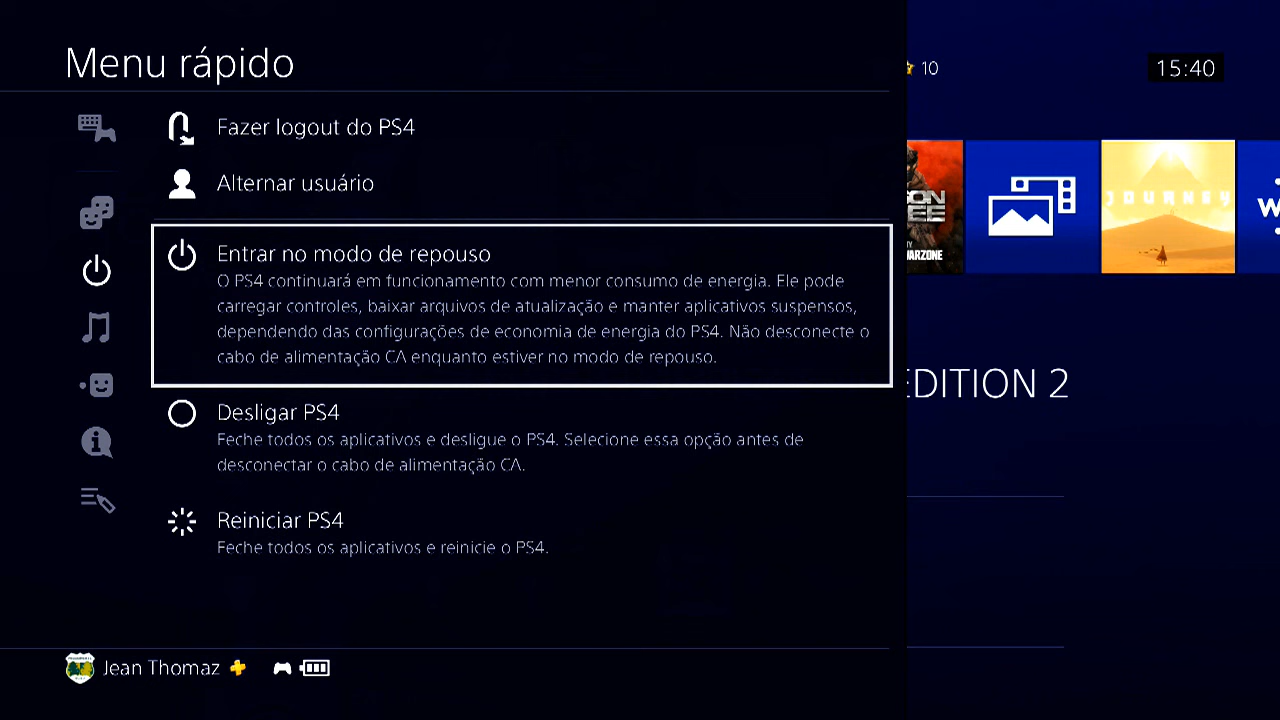 Menu rápido
10
15:40
Fazer logout do PS4
Alternar usuário
Entrar no modo de repouso
O PS4 continuará em funcionamento com menor consumo de energia. Ele pode
carregar controles, baixar arquivos de atualização e manter aplicativos suspensos,
dependendo das configurações de economia de energia do PS4. Não desconecte o
cabo de alimentação CA enquanto estiver no modo de repouso.
Desligar PS4
Feche todos os aplicativos e desligue o PS4. Selecione essa opção antes de
desconectar o cabo de alimentação CA.
Reiniciar PS4
Feche todos os aplicativos e reinicie o PS4.
WARZONE
JOURNEY
EDITION 2
Jean Thomaz